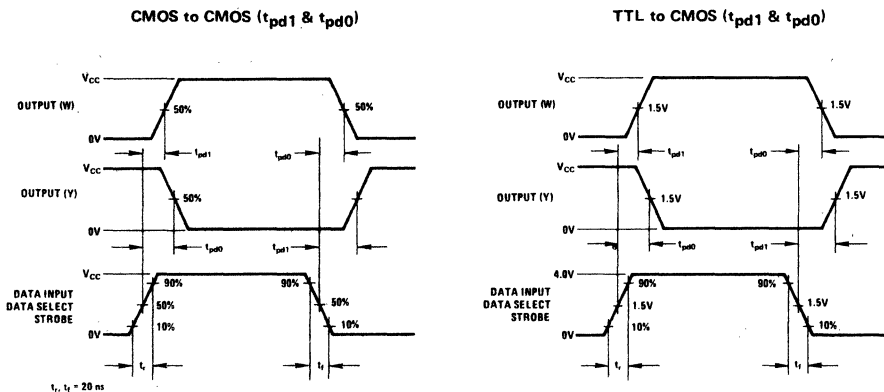 CMOS to CMOS (tpd1 & tpd0)
VCC
OUTPUT (W)
50%
50%
0V
tpd1
tpd0
VCC
OUTPUT (Y)
50%
0V
tpd0
tpd1
VCC
90%
90%
DATA INPUT
DATA SELECT
STROBE
50%
50%
10%
10%
0V
tr
tf
tr, tf = 20 ns
TTL to CMOS (tpd1 & tpd0)
VCC
OUTPUT (W)
1.5V
1.5V
0V
tpd1
tpd0
VCC
OUTPUT (Y)
1.5V
1.5V
0V
tpd0
tpd1
4.0V
90%
90%
DATA INPUT
DATA SELECT
STROBE
1.5V
1.5V
10%
10%
0V
tr
tf